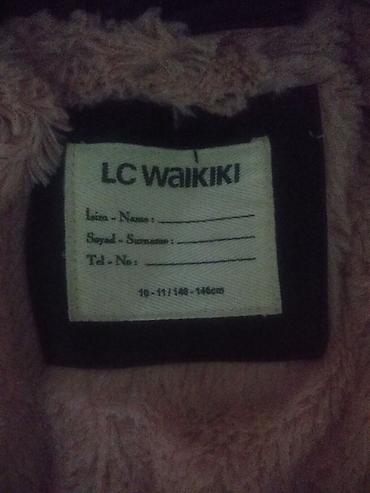 LC WAIKIKI
İsim - Name :
Soyad - Surname :
Tel - No :
10 - 11 / 140 - 146cm